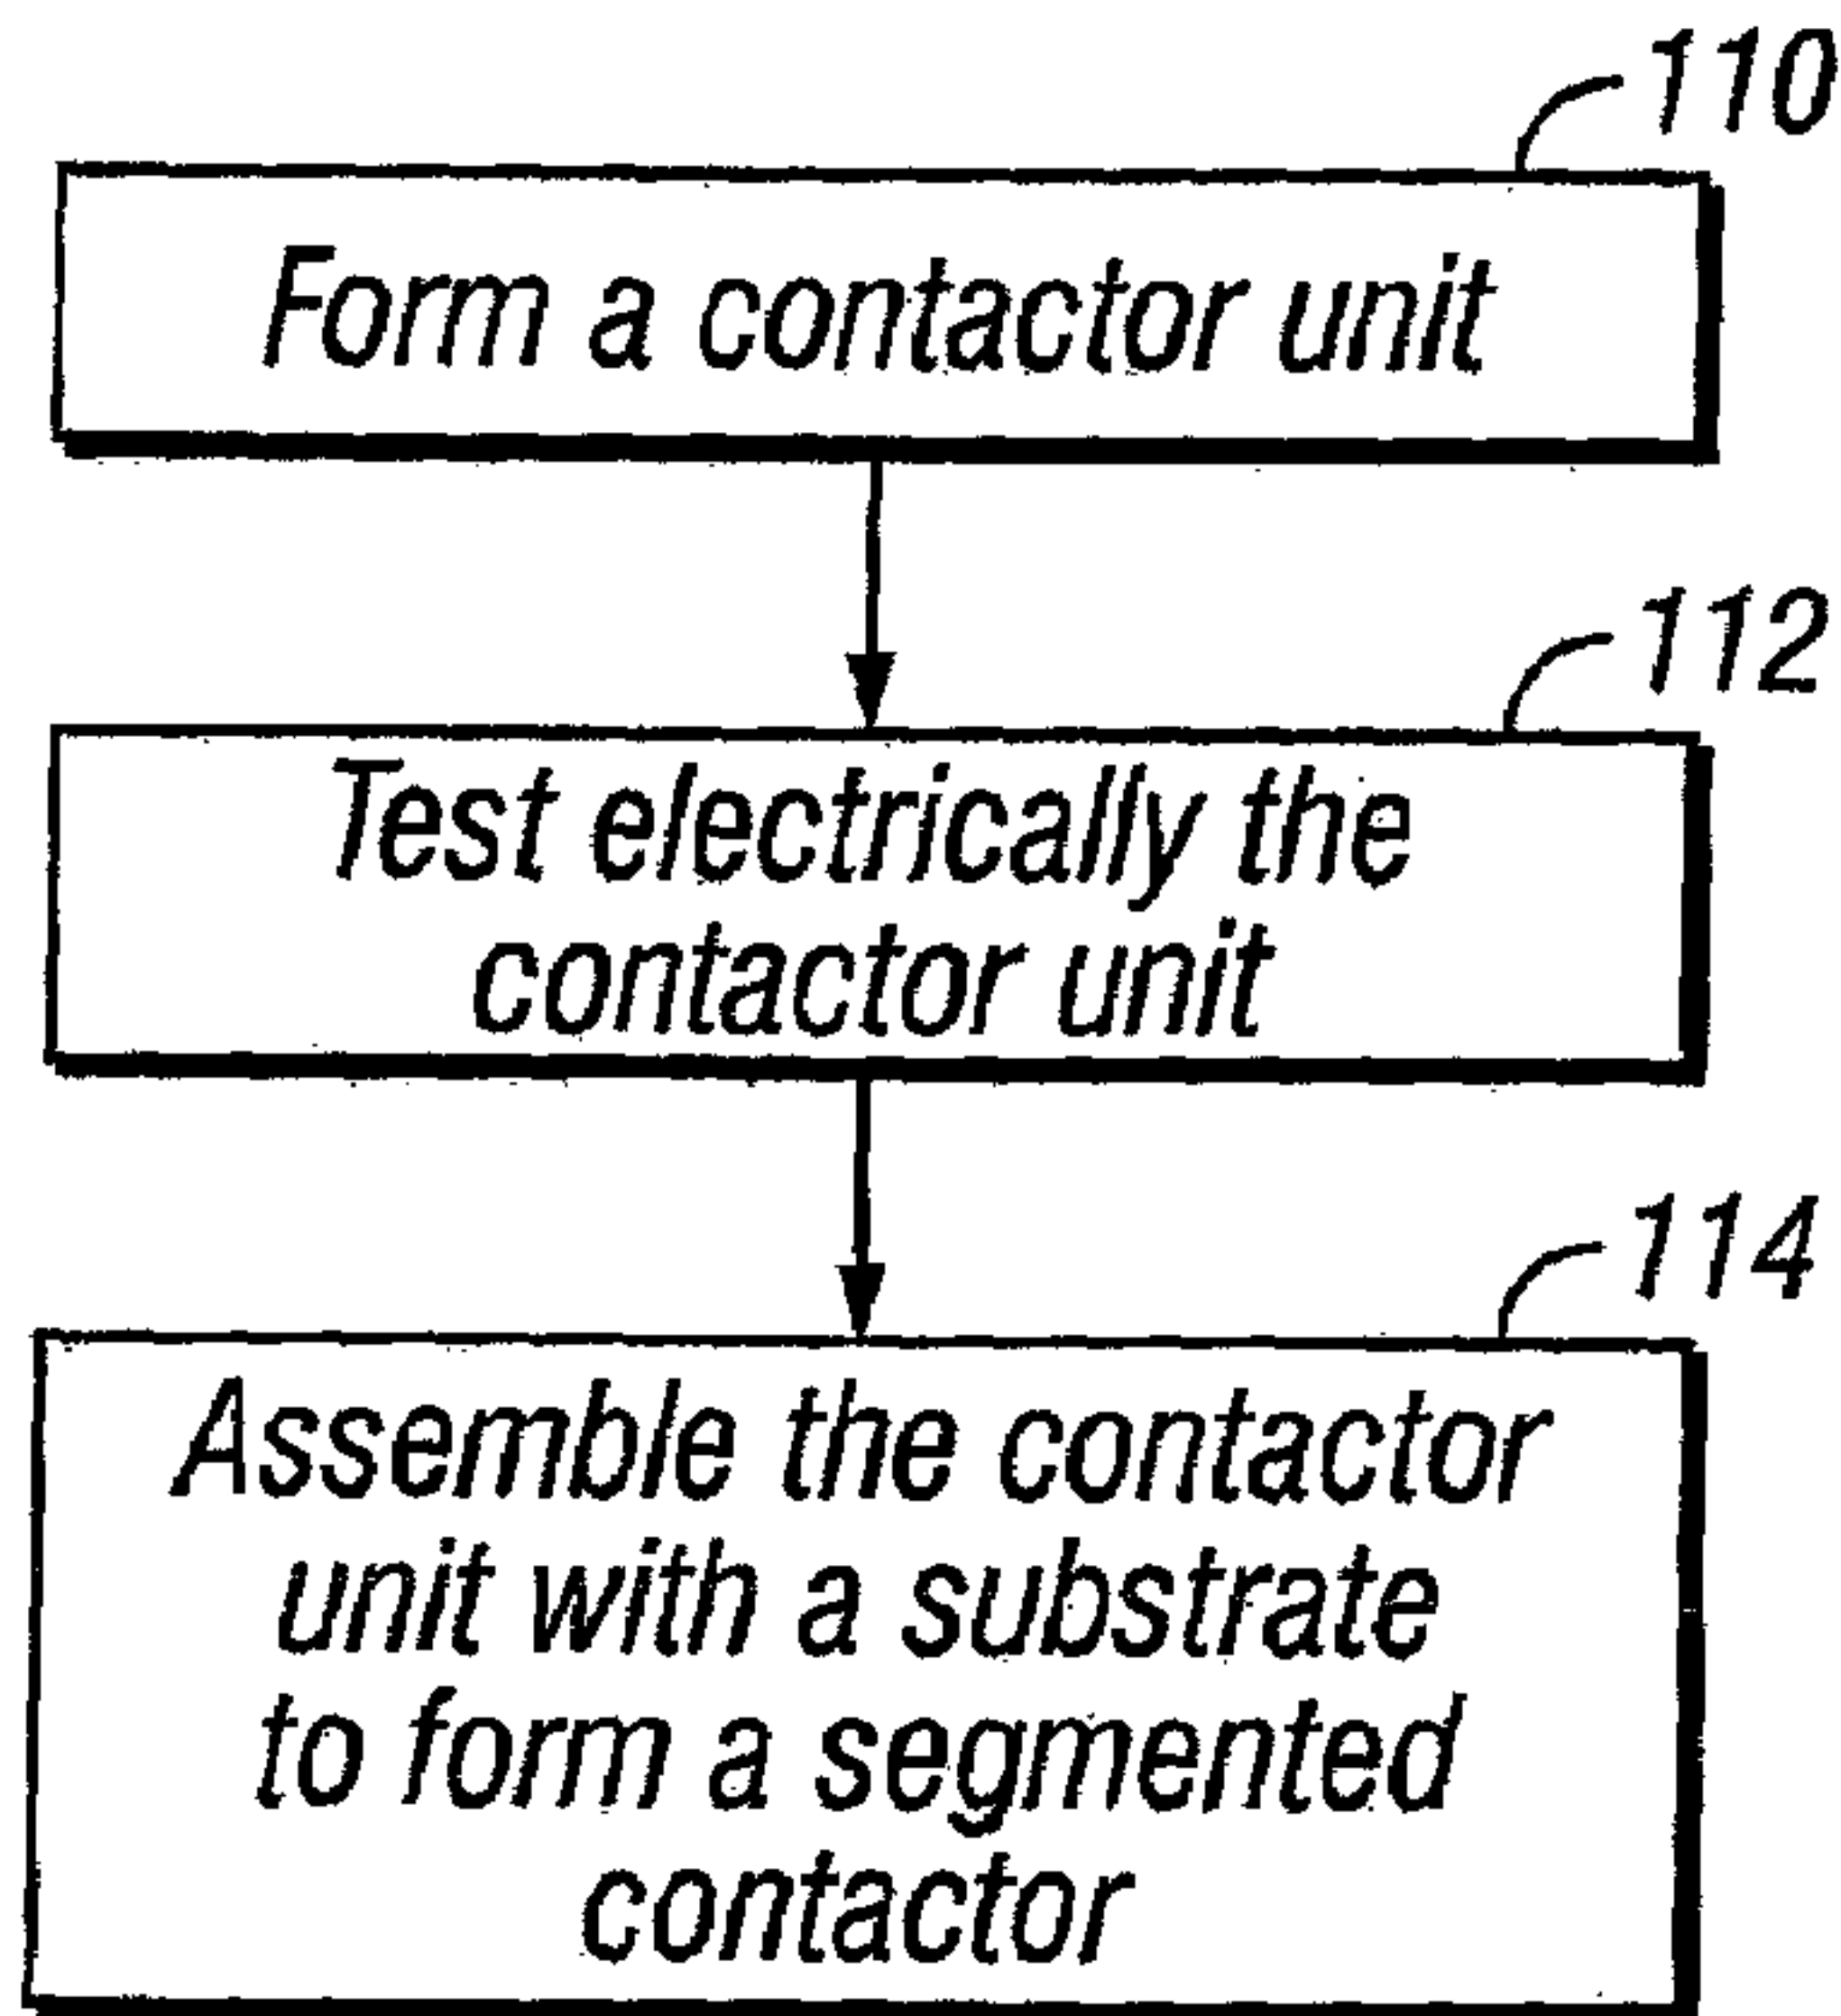 110
Form a contactor unit
112
Test electrically the
contactor unit
114
Assemble the contactor
unit with a substrate
to form a segmented
contactor